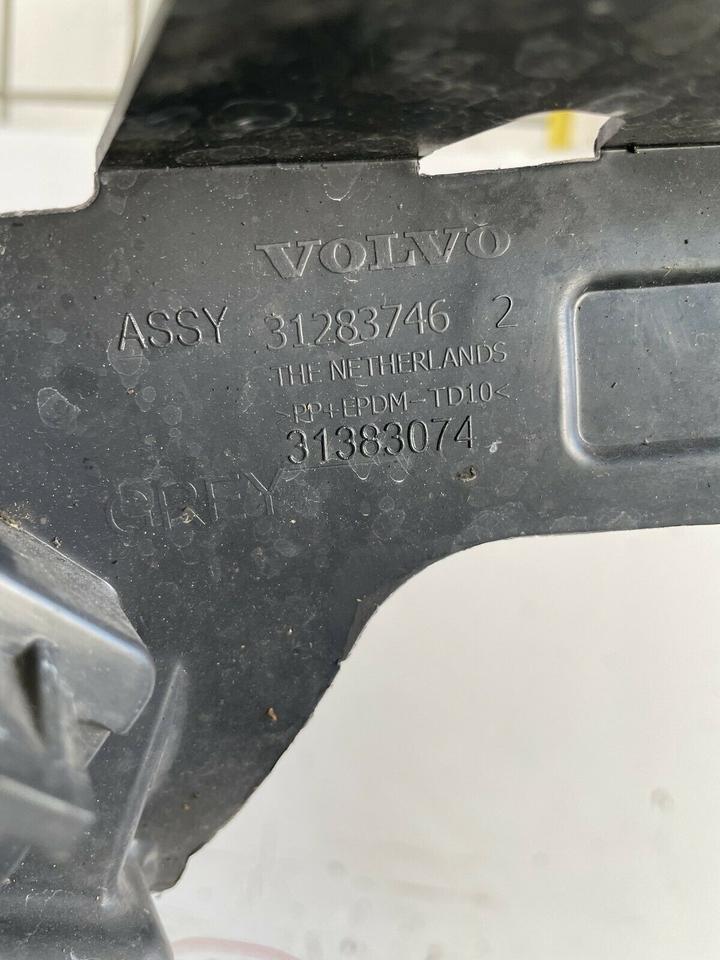 VOLVO
ASSY 31283746 2
THE NETHERLANDS
>PP+EPDM-TD10<
31383074
GREY